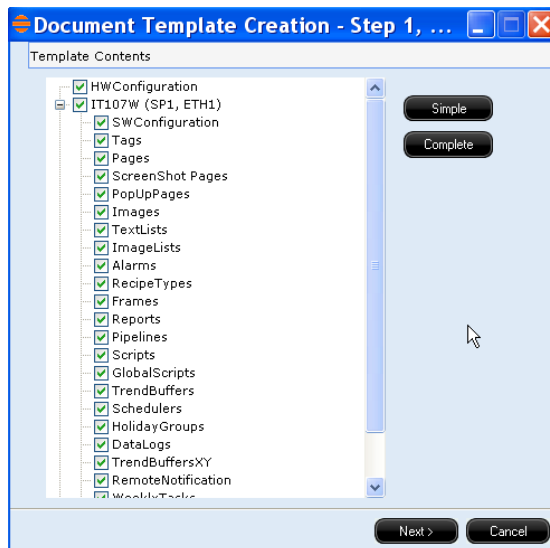 Document Template Creation - Step 1, ...
Template Contents
HWConfiguration
IT107W (SP1, ETH1)
SWConfiguration
Tags
Pages
ScreenShot Pages
PopUpPages
Images
TextLists
ImageLists
Alarms
RecipeTypes
Frames
Reports
Pipelines
Scripts
GlobalScripts
TrendBuffers
Schedulers
HolidayGroups
DataLogs
TrendBuffersXY
RemoteNotification
WeeklyTasks
Simple
Complete
Next >
Cancel